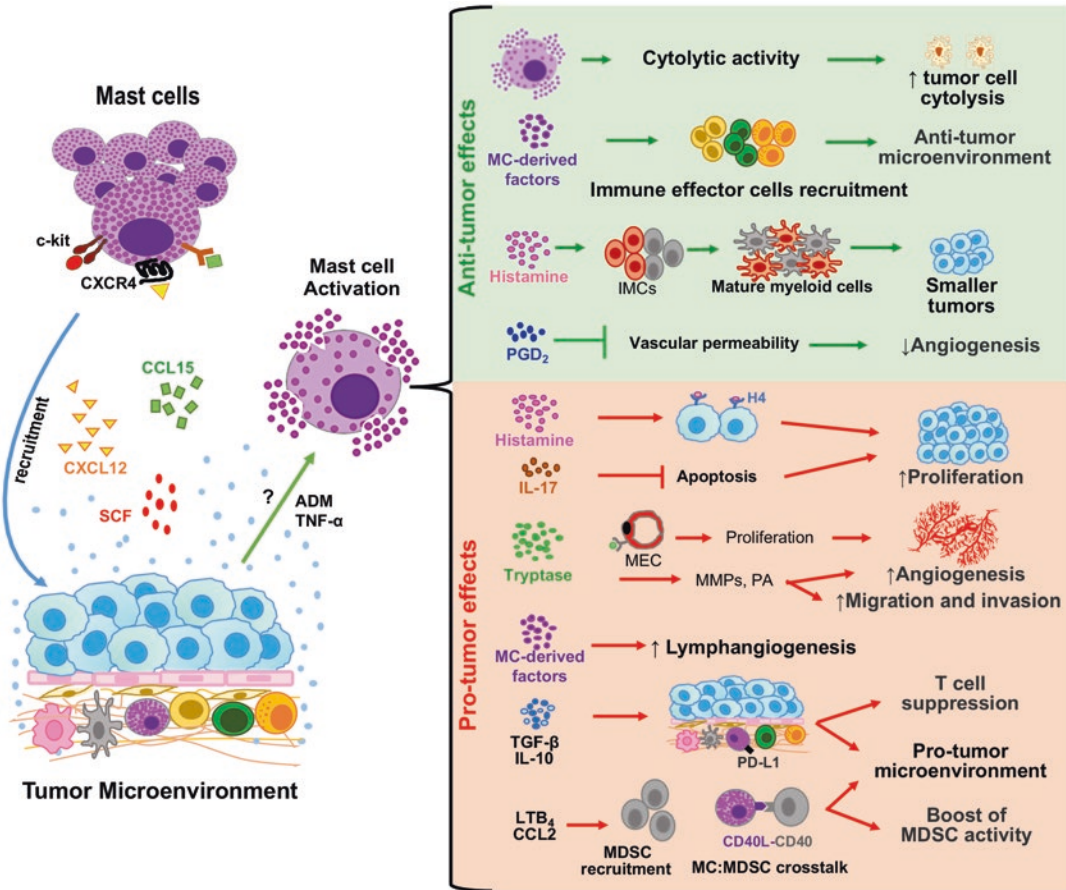 Mast cells
c-kit
CXCR4
recruitment
CCL15
CXCL12
SCF
?
ADM
TNF-α
Mast cell
Activation
Tumor Microenvironment
Anti-tumor effects
Cytolytic activity
↑ tumor cell
cytolysis
MC-derived
factors
Immune effector cells recruitment
Anti-tumor
microenvironment
Histamine
IMCs
Mature myeloid cells
Smaller
tumors
PGD₂
Vascular permeability
↓Angiogenesis
Pro-tumor effects
Histamine
H4
IL-17
Apoptosis
↑Proliferation
Tryptase
MEC
Proliferation
MMPs, PA
↑Angiogenesis
↑Migration and invasion
MC-derived
factors
↑ Lymphangiogenesis
TGF-β
IL-10
PD-L1
T cell
suppression
Pro-tumor
microenvironment
LTB₄
CCL2
MDSC
recruitment
CD40L-CD40
MC:MDSC crosstalk
Boost of
MDSC activity